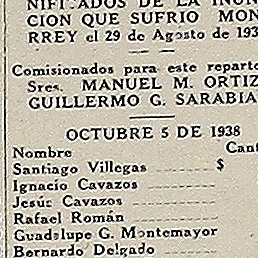 NIFICADOS DE LA INUN
CION QUE SUFRIO MON
RREY el 29 de Agosto de 193
Comisionados para este reparto
Sres. MANUEL M. ORTIZ
GUILLERMO G. SARABIA
OCTUBRE 5 DE 1938
Nombre Cant
Santiago Villegas $
Ignacio Cavazos
Jesús Cavazos
Rafael Román
Guadalupe G. Montemayor
Bernardo Delgado